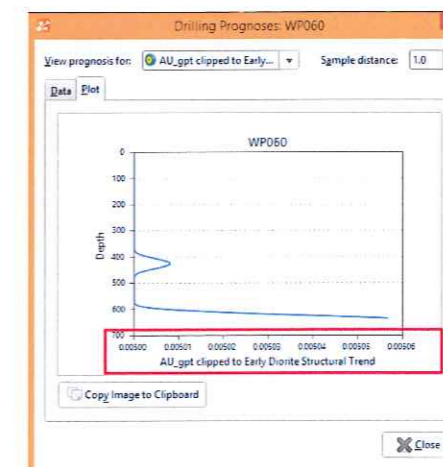 Drilling Prognoses: WP060
View prognosis for: AU_gpt clipped to Early... Sample distance: 1.0
Data Plot
WP060
0
100
200
300
400
500
600
700
Depth
0.00500 0.00501 0.00502 0.00503 0.00504 0.00505 0.00506
AU_gpt clipped to Early Diorite Structural Trend
Copy Image to Clipboard
Close